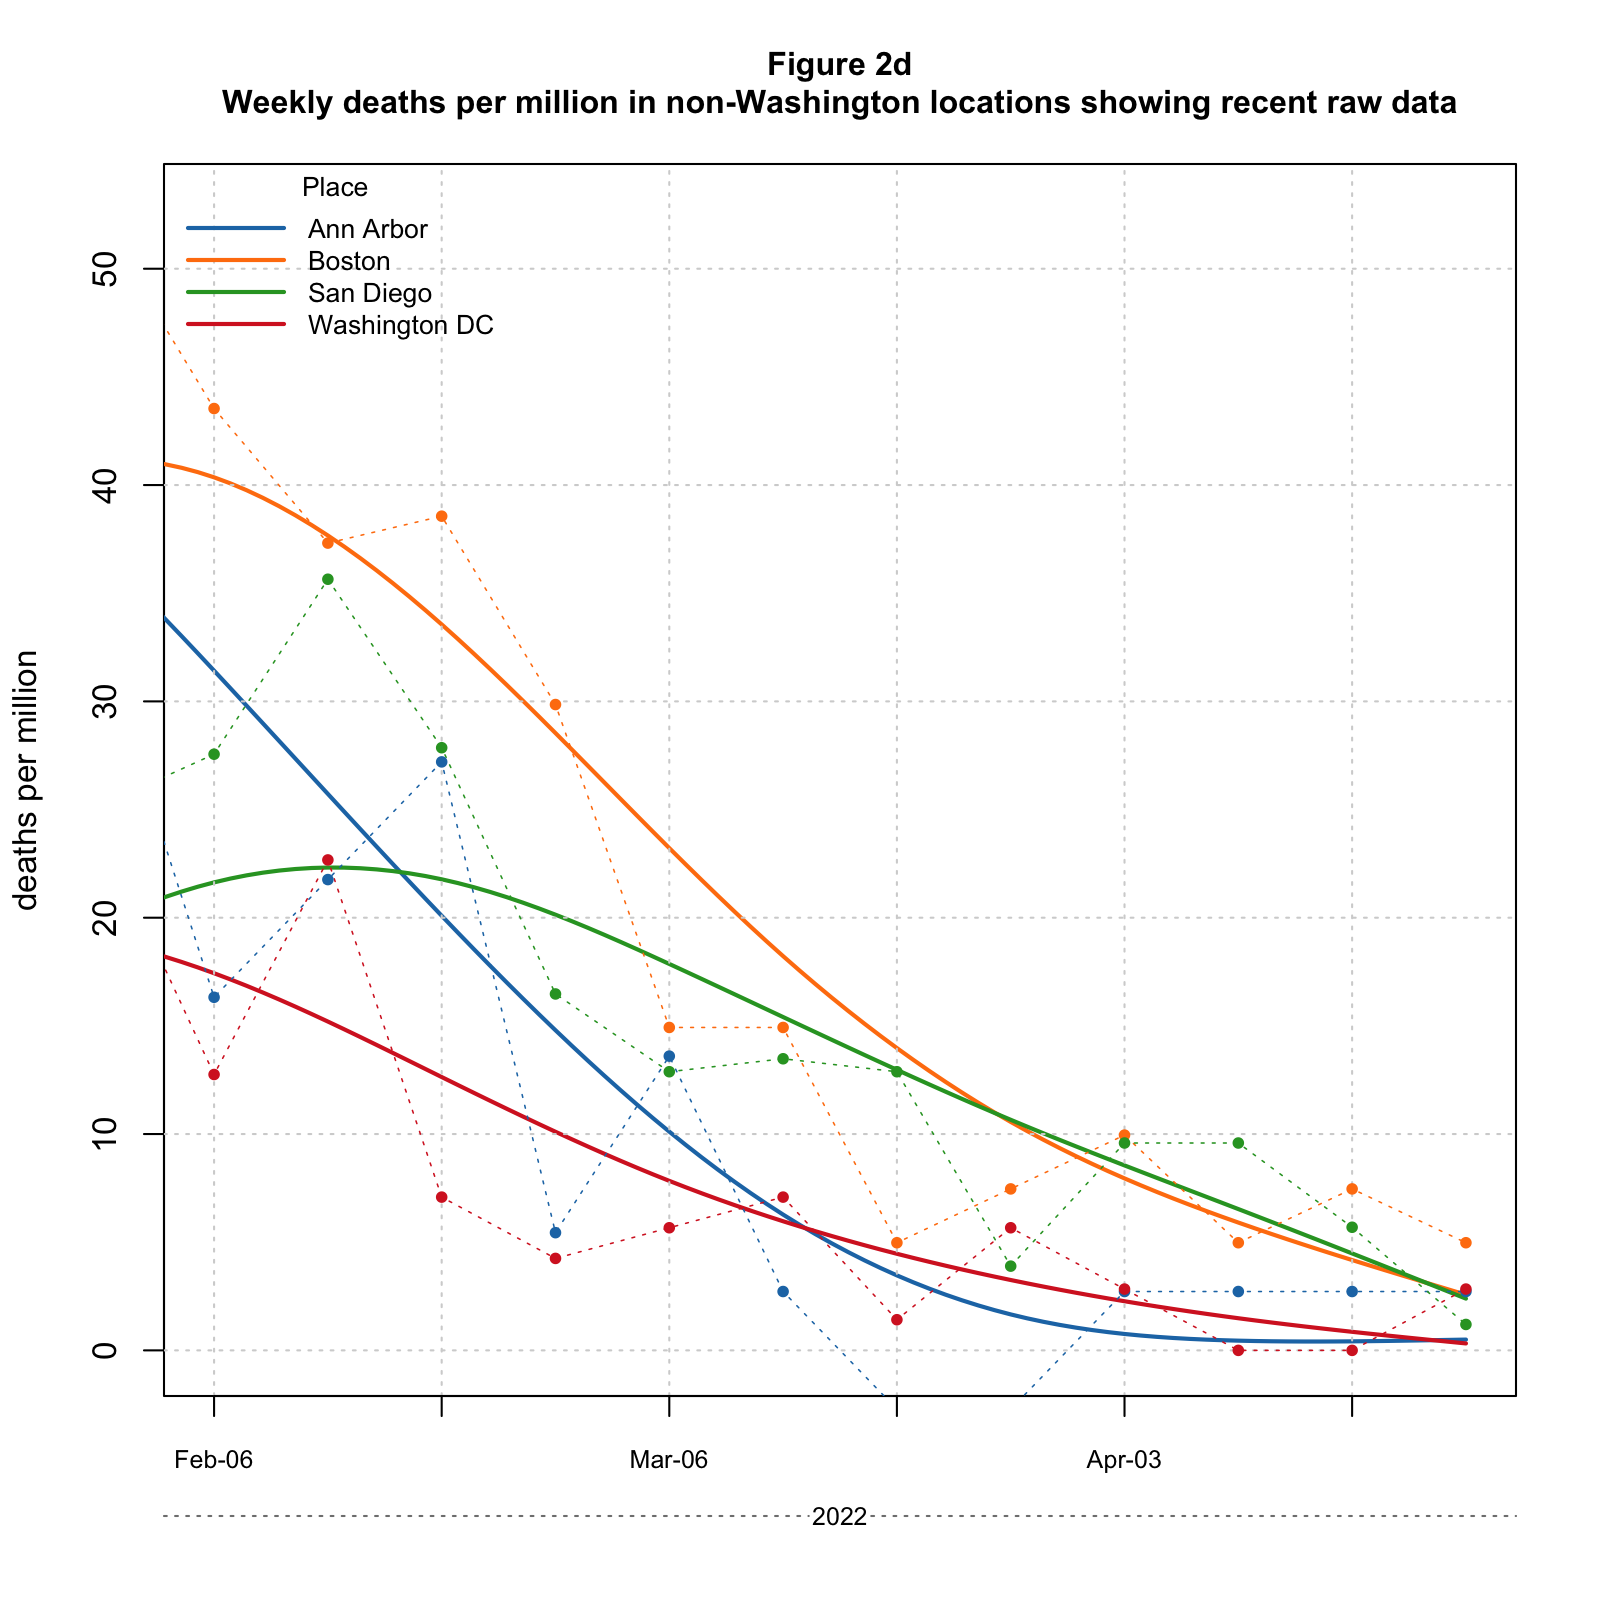 Figure 2d
Weekly deaths per million in non-Washington locations showing recent raw data
Place
Ann Arbor
Boston
San Diego
Washington DC
deaths per million
50
40
30
20
10
0
Feb-06
Mar-06
Apr-03
2022